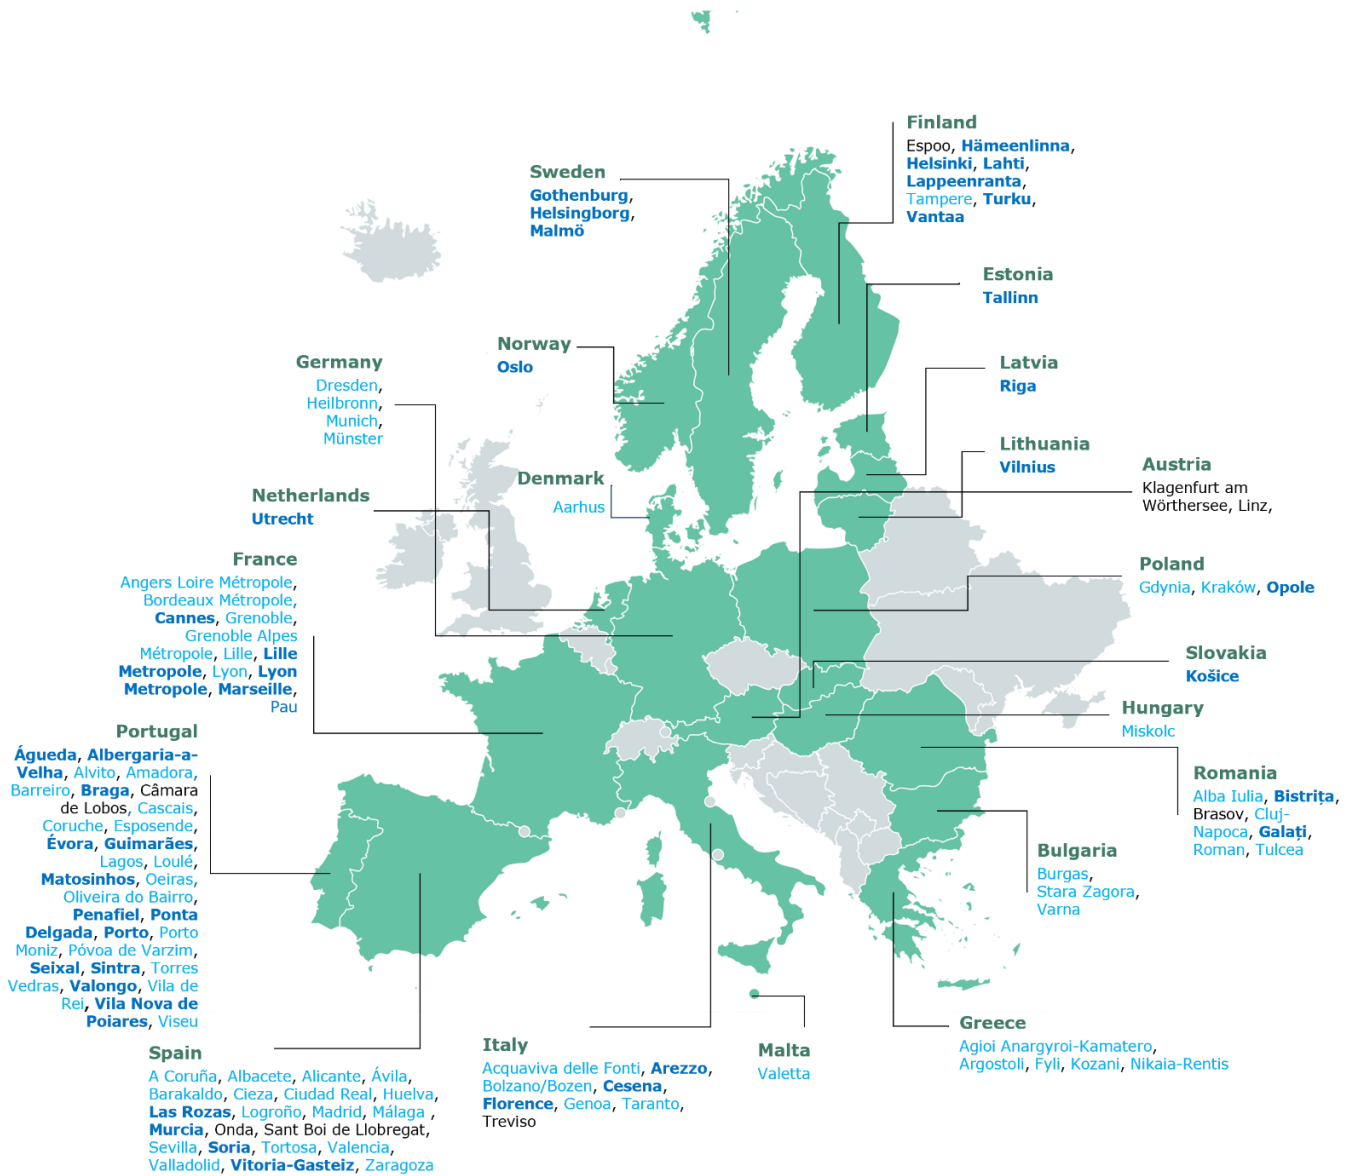 Finland
Espoo, Hämeenlinna,
Helsinki, Lahti,
Lappeenranta,
Tampere, Turku,
Vantaa
Sweden
Gothenburg,
Helsingborg,
Malmö
Estonia
Tallinn
Norway
Oslo
Germany
Dresden,
Heilbronn,
Munich,
Münster
Latvia
Riga
Lithuania
Vilnius
Austria
Klagenfurt am
Wörthersee, Linz,
Denmark
Aarhus
Netherlands
Utrecht
France
Angers Loire Métropole,
Bordeaux Métropole,
Cannes, Grenoble,
Grenoble Alpes
Métropole, Lille, Lille
Metropole, Lyon, Lyon
Metropole, Marseille,
Pau
Poland
Gdynia, Kraków, Opole
Slovakia
Košice
Hungary
Miskolc
Portugal
Águeda, Albergaria-a-
Velha, Alvito, Amadora,
Barreiro, Braga, Câmara
de Lobos, Cascais,
Coruche, Esposende,
Évora, Guimarães,
Lagos, Loulé,
Matosinhos, Oeiras,
Oliveira do Bairro,
Penafiel, Ponta
Delgada, Porto, Porto
Moniz, Póvoa de Varzim,
Seixal, Sintra, Torres
Vedras, Valongo, Vila de
Rei, Vila Nova de
Poiares, Viseu
Romania
Alba Iulia, Bistrița,
Brasov, Cluj-
Napoca, Galați,
Roman, Tulcea
Bulgaria
Burgas,
Stara Zagora,
Varna
Spain
A Coruña, Albacete, Alicante, Ávila,
Barakaldo, Cieza, Ciudad Real, Huelva,
Las Rozas, Logroño, Madrid, Málaga ,
Murcia, Onda, Sant Boi de Llobregat,
Sevilla, Soria, Tortosa, Valencia,
Valladolid, Vitoria-Gasteiz, Zaragoza
Italy
Acquaviva delle Fonti, Arezzo,
Bolzano/Bozen, Cesena,
Florence, Genoa, Taranto,
Treviso
Malta
Valetta
Greece
Agioi Anargyroi-Kamatero,
Argostoli, Fyli, Kozani, Nikaia-Rentis